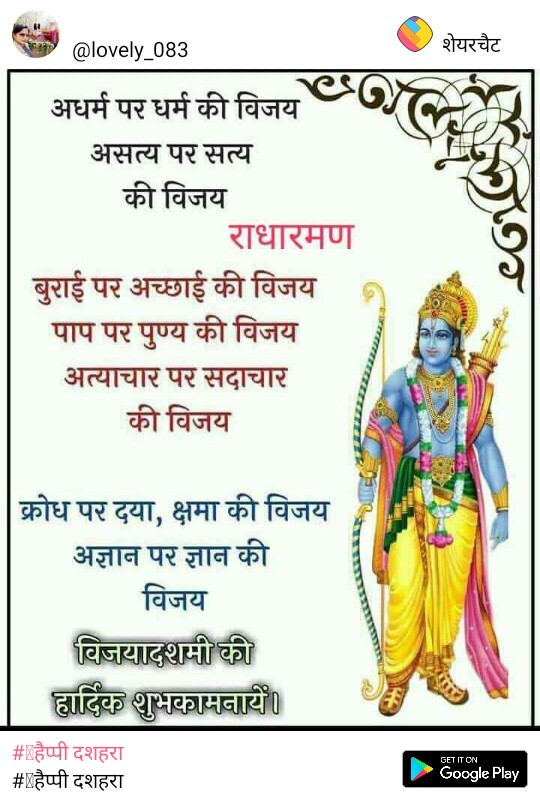 @lovely_083
शेयरचैट
अधर्म पर धर्म की विजय
असत्य पर सत्य
की विजय
राधारमण
बुराई पर अच्छाई की विजय
पाप पर पुण्य की विजय
अत्याचार पर सदाचार
की विजय
क्रोध पर दया, क्षमा की विजय
अज्ञान पर ज्ञान की
विजय
विजयादशमी की
हार्दिक शुभकामनायें।
#हैप्पी दशहरा
#हैप्पी दशहरा
GET IT ON
Google Play